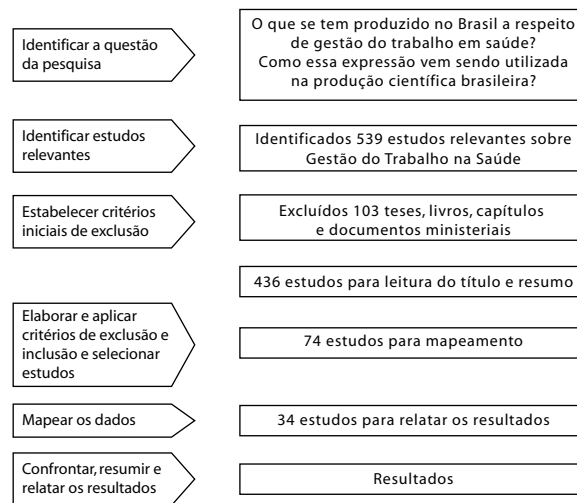 Identificar a questão
da pesquisa
O que se tem produzido no Brasil a respeito
de gestão do trabalho em saúde?
Como essa expressão vem sendo utilizada
na produção científica brasileira?
Identificar estudos
relevantes
Identificados 539 estudos relevantes sobre
Gestão do Trabalho na Saúde
Estabelecer critérios
iniciais de exclusão
Excluídos 103 teses, livros, capítulos
e documentos ministeriais
436 estudos para leitura do título e resumo
Elaborar e aplicar
critérios de exclusão e
inclusão e selecionar
estudos
74 estudos para mapeamento
Mapear os dados
34 estudos para relatar os resultados
Confrontar, resumir e
relatar os resultados
Resultados